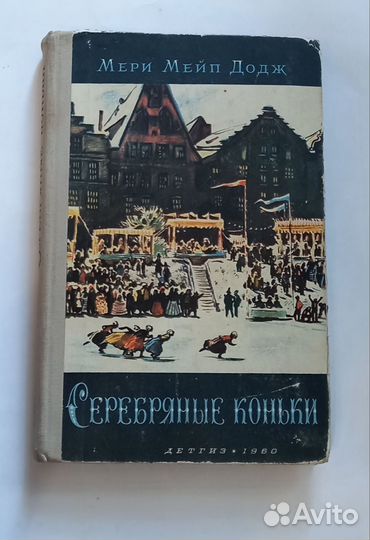 Мери Мейп Додж
Серебряные коньки
ДЕТГИЗ • 1960
Avito